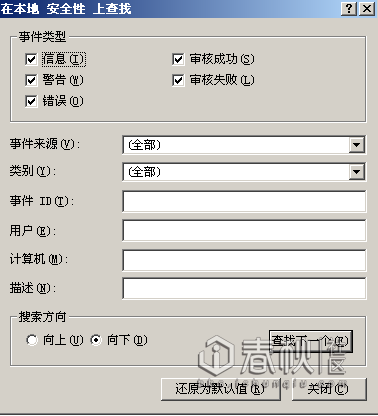 在本地 安全性 上查找
事件类型
信息(I) 审核成功(S)
警告(W) 审核失败(L)
错误(O)
事件来源(V): (全部)
类别(Y): (全部)
事件 ID(T):
用户(E):
计算机(M):
描述(N):
搜索方向
向上(U) 向下(D) 查找下一个(F)
春秋信
还原为默认值(R) 关闭(C)